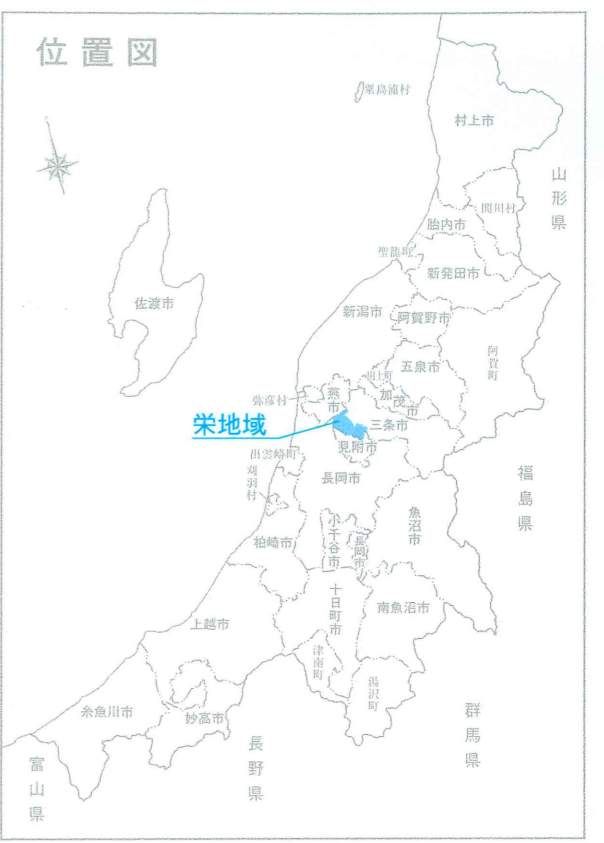 位置図
粟島浦村
村上市
山形県
関川村
胎内市
聖籠町
新発田市
佐渡市
新潟市
阿賀野市
五泉市
阿賀町
田上町
加茂市
弥彦村
燕市
栄地域
三条市
見附市
出雲崎町
長岡市
刈羽村
福島県
魚沼市
小千谷市
長岡市
柏崎市
十日町市
南魚沼市
上越市
津南町
湯沢町
糸魚川市
妙高市
群馬県
長野県
富山県